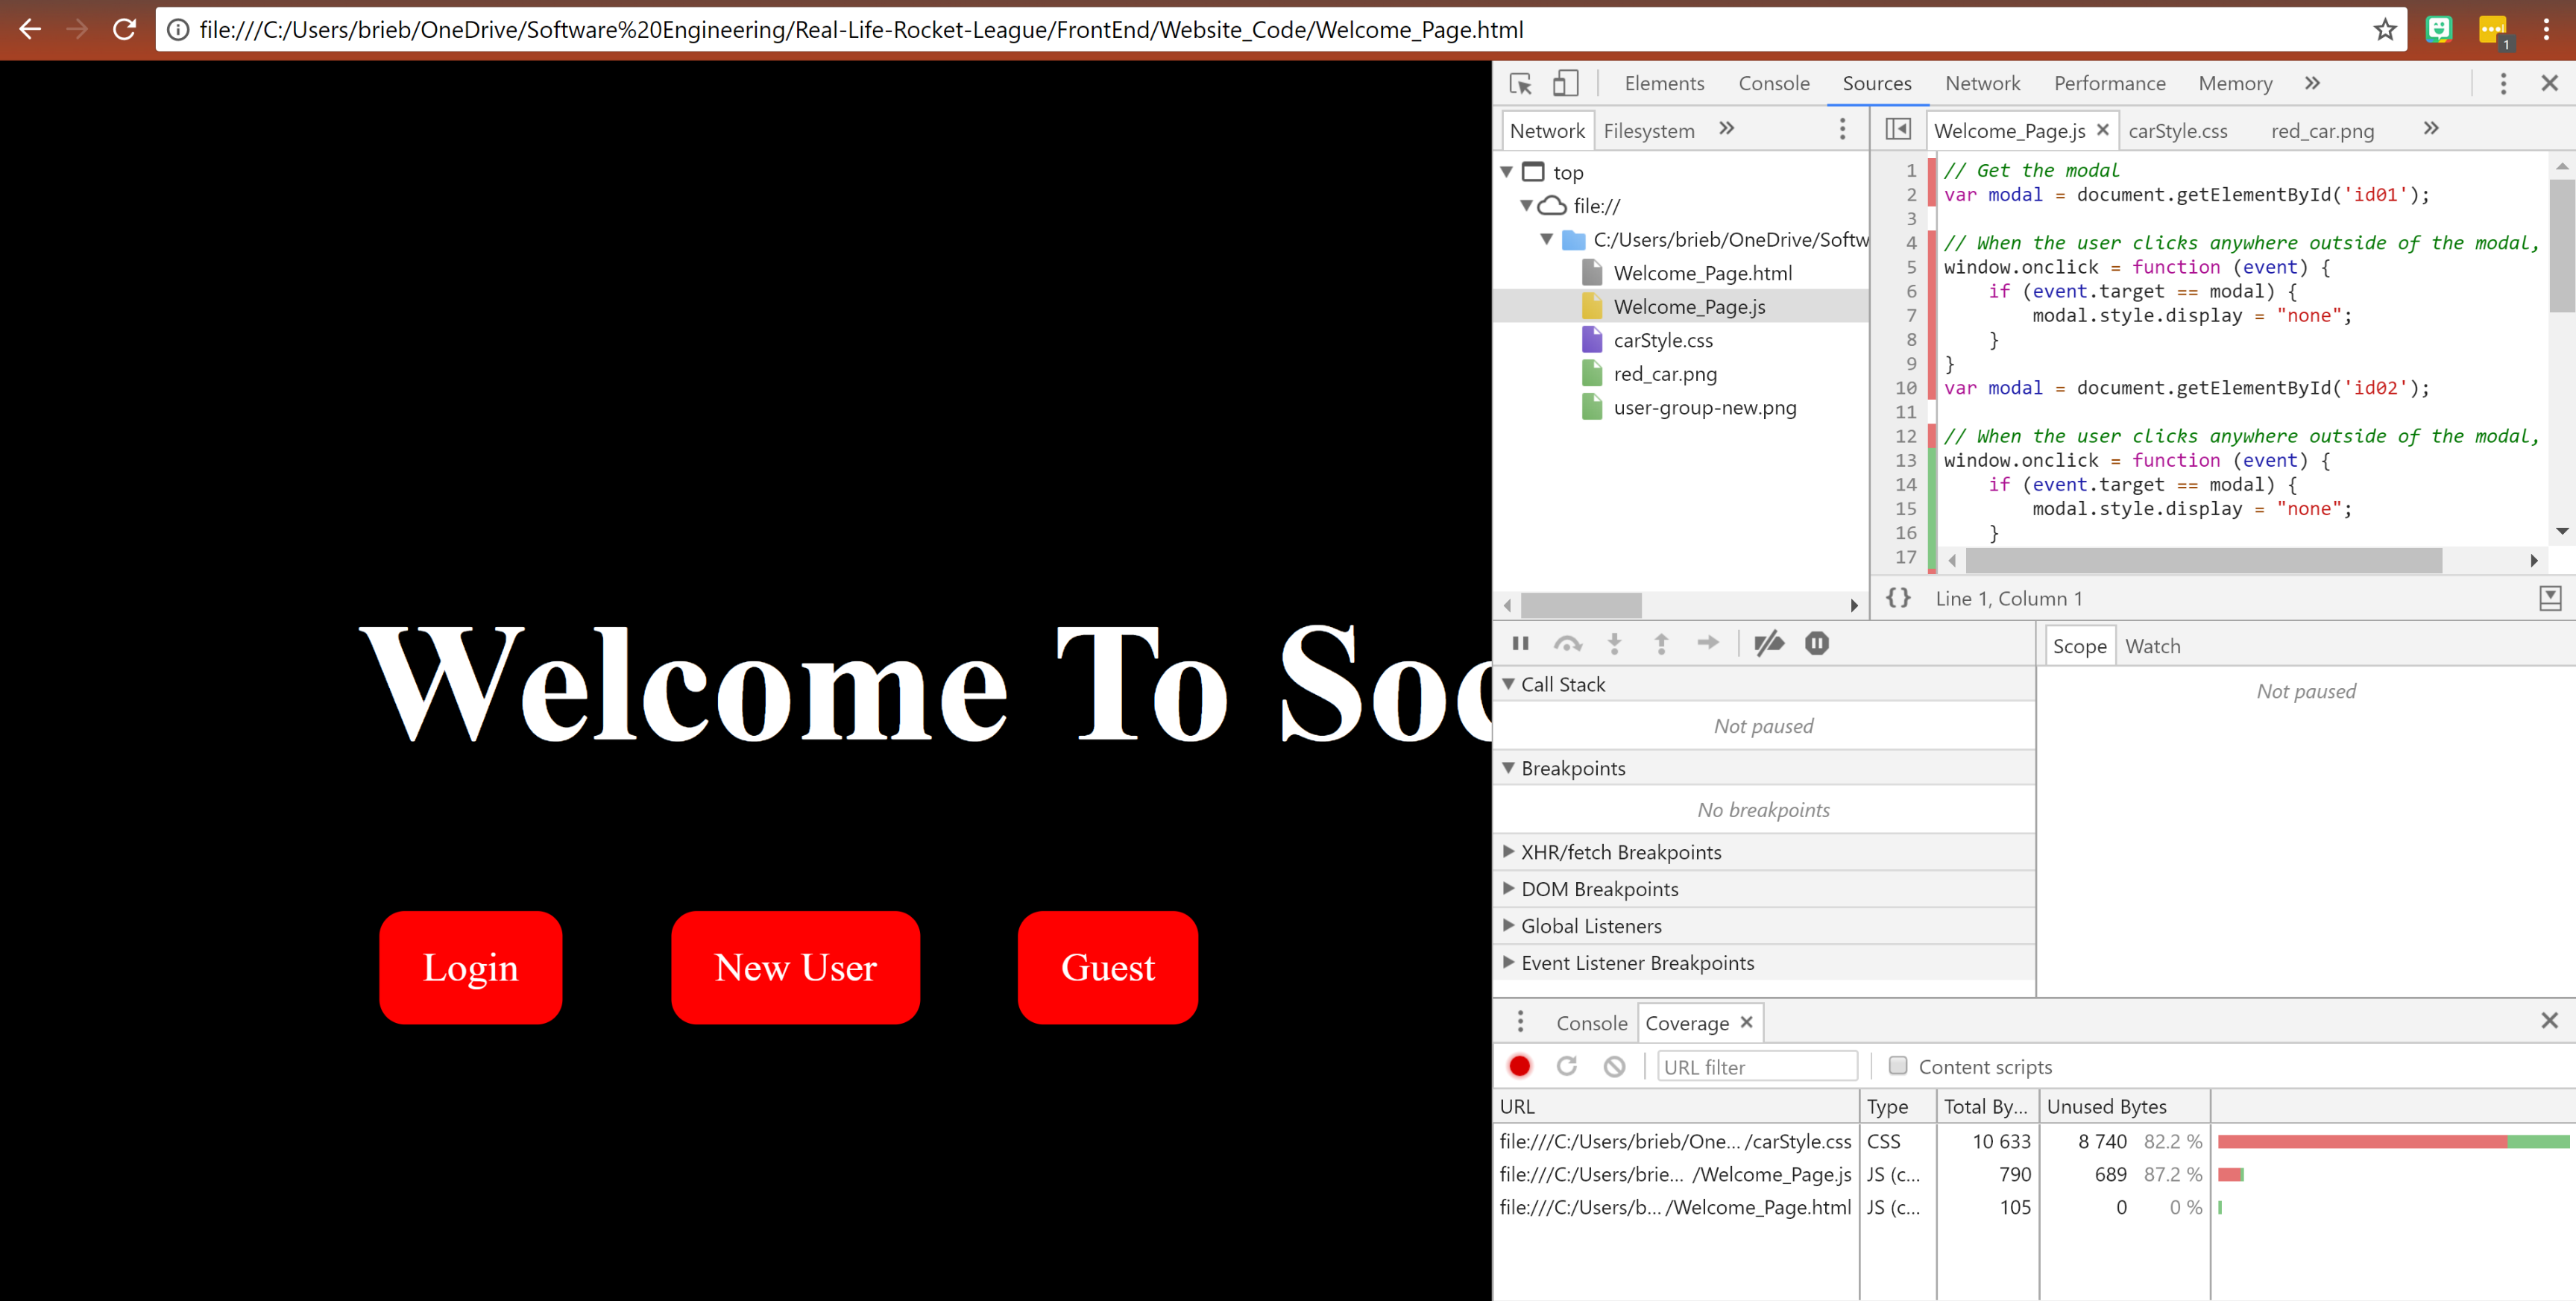 file:///C:/Users/brieb/OneDrive/Software%20Engineering/Real-Life-Rocket-League/FrontEnd/Website_Code/Welcome_Page.html
1
Welcome To Soc
Login New User Guest
Elements Console Sources Network Performance Memory
Network Filesystem
top
file://
C:/Users/brieb/OneDrive/Softw
Welcome_Page.html
Welcome_Page.js
carStyle.css
red_car.png
user-group-new.png
Welcome_Page.js carStyle.css red_car.png
1 // Get the modal
2 var modal = document.getElementById('id01');
3
4 // When the user clicks anywhere outside of the modal,
5 window.onclick = function (event) {
6 if (event.target == modal) {
7 modal.style.display = "none";
8 }
9 }
10 var modal = document.getElementById('id02');
11
12 // When the user clicks anywhere outside of the modal,
13 window.onclick = function (event) {
14 if (event.target == modal) {
15 modal.style.display = "none";
16 }
17
{} Line 1, Column 1
Call Stack
Not paused
Breakpoints
No breakpoints
XHR/fetch Breakpoints
DOM Breakpoints
Global Listeners
Event Listener Breakpoints
Scope Watch
Not paused
Console Coverage
URL filter Content scripts
URL Type Total By... Unused Bytes
file:///C:/Users/brieb/One... /carStyle.css CSS 10 633 8 740 82.2 %
file:///C:/Users/brie... /Welcome_Page.js JS (c... 790 689 87.2 %
file:///C:/Users/b... /Welcome_Page.html JS (c... 105 0 0 %